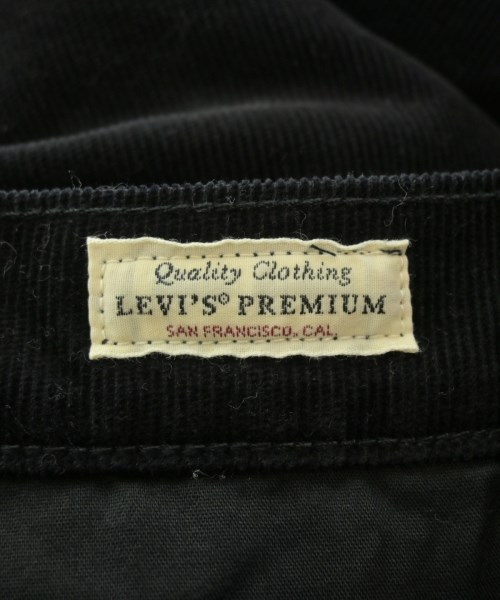 Quality Clothing
LEVI'S® PREMIUM
SAN FRANCISCO, CAL.